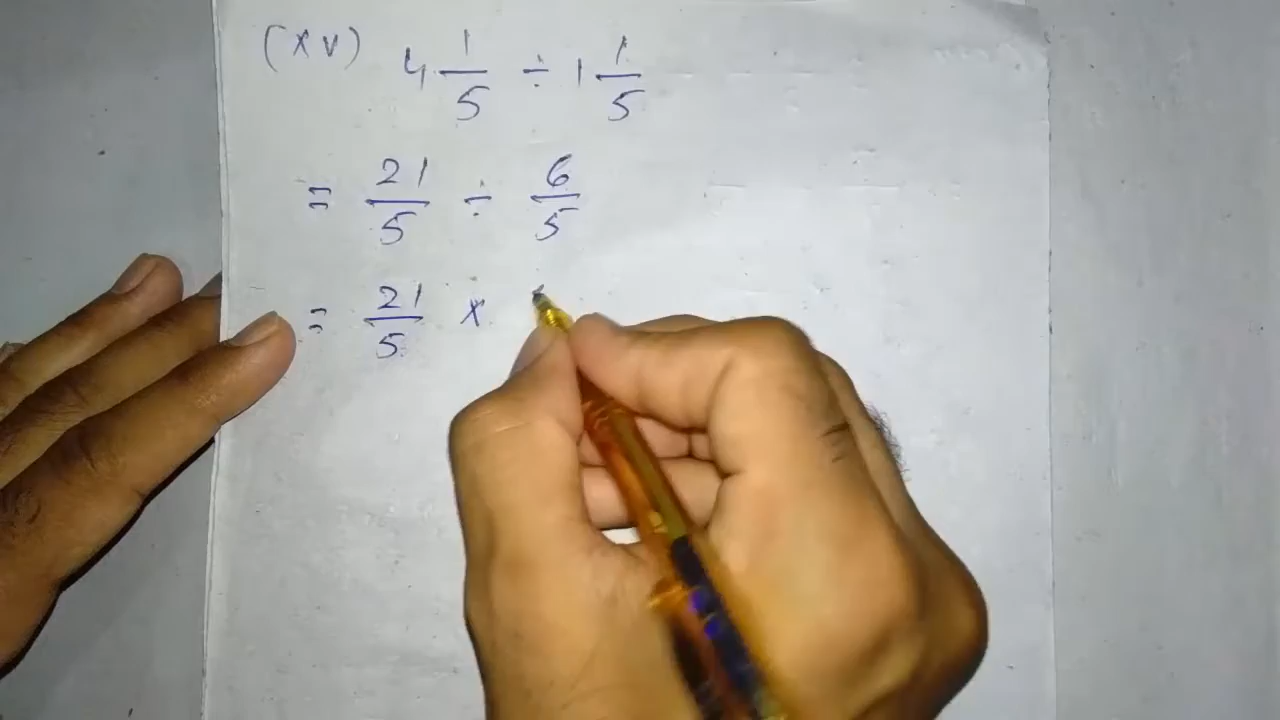 (xv) 4 1/5 ÷ 1 1/5
= 21/5 ÷ 6/5
= 21/5 ×